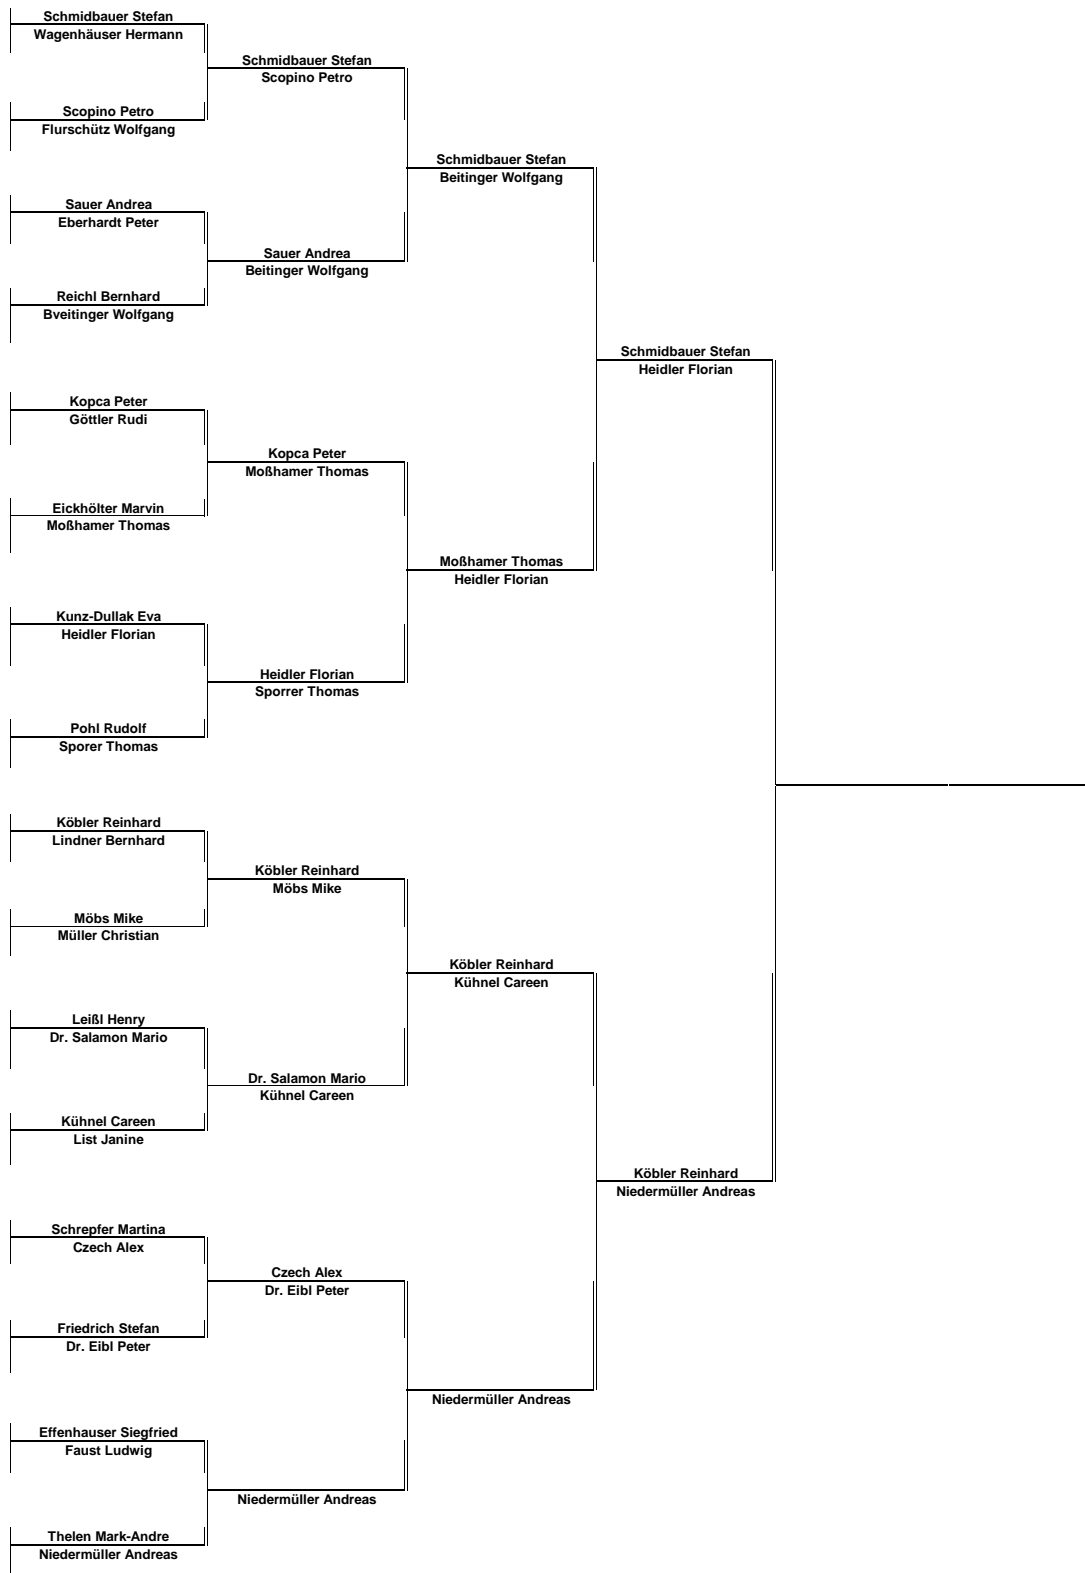 Schmidbauer Stefan
Wagenhäuser Hermann
Scopino Petro
Flurschütz Wolfgang
Sauer Andrea
Eberhardt Peter
Reichl Bernhard
Bveitinger Wolfgang
Kopca Peter
Göttler Rudi
Eickhölter Marvin
Moßhamer Thomas
Kunz-Dullak Eva
Heidler Florian
Pohl Rudolf
Sporer Thomas
Köbler Reinhard
Lindner Bernhard
Möbs Mike
Müller Christian
Leißl Henry
Dr. Salamon Mario
Kühnel Careen
List Janine
Schrepfer Martina
Czech Alex
Friedrich Stefan
Dr. Eibl Peter
Effenhauser Siegfried
Faust Ludwig
Thelen Mark-Andre
Niedermüller Andreas
Schmidbauer Stefan
Scopino Petro
Sauer Andrea
Beitinger Wolfgang
Kopca Peter
Moßhamer Thomas
Heidler Florian
Sporrer Thomas
Köbler Reinhard
Möbs Mike
Dr. Salamon Mario
Kühnel Careen
Czech Alex
Dr. Eibl Peter
Niedermüller Andreas
Schmidbauer Stefan
Beitinger Wolfgang
Moßhamer Thomas
Heidler Florian
Köbler Reinhard
Kühnel Careen
Niedermüller Andreas
Schmidbauer Stefan
Heidler Florian
Köbler Reinhard
Niedermüller Andreas